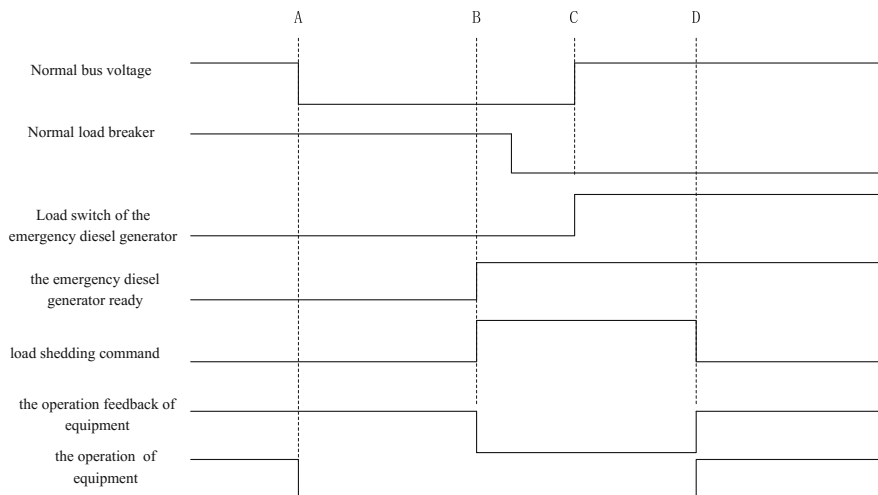 A B C D
Normal bus voltage
Normal load breaker
Load switch of the
emergency diesel generator
the emergency diesel
generator ready
load shedding command
the operation feedback of
equipment
the operation of
equipment